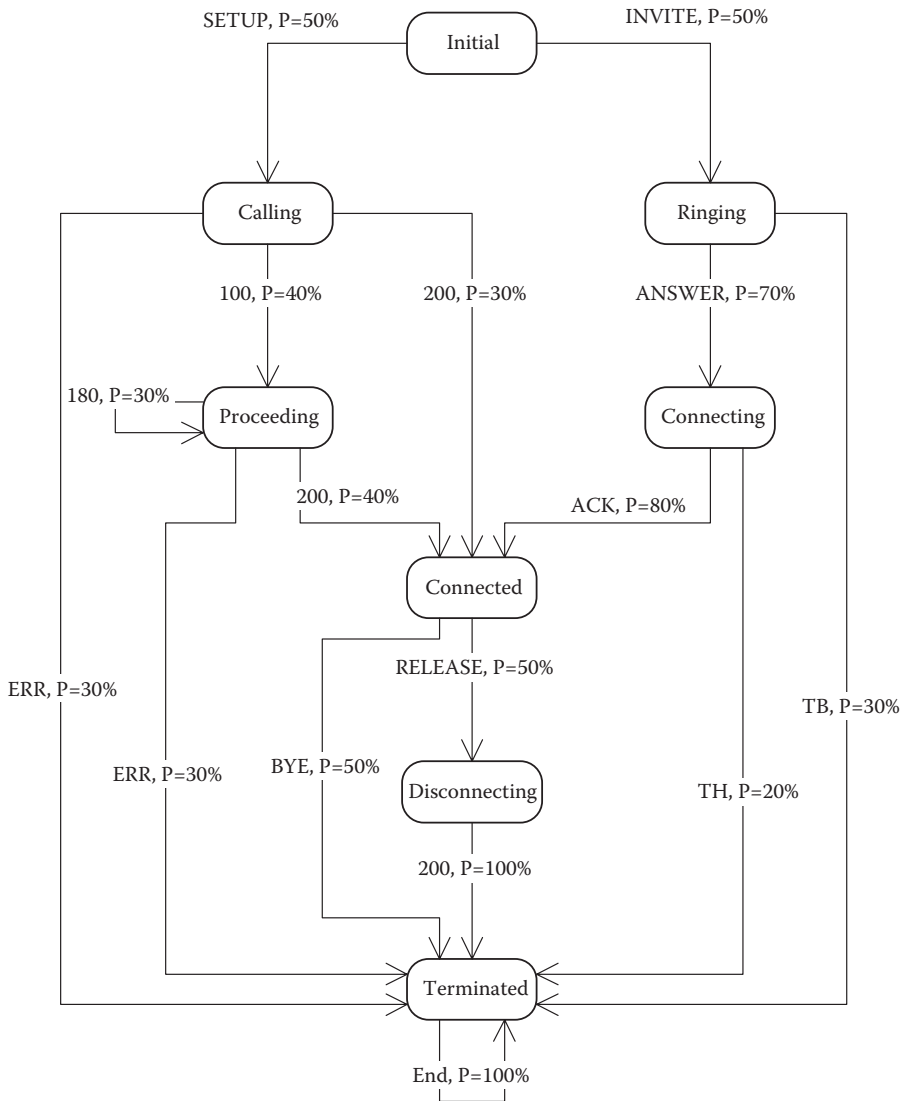 SETUP, P=50%
INVITE, P=50%
Initial
Calling
Ringing
100, P=40%
200, P=30%
ANSWER, P=70%
180, P=30%
Proceeding
Connecting
200, P=40%
ACK, P=80%
Connected
RELEASE, P=50%
ERR, P=30%
TB, P=30%
ERR, P=30%
BYE, P=50%
Disconnecting
TH, P=20%
200, P=100%
Terminated
End, P=100%